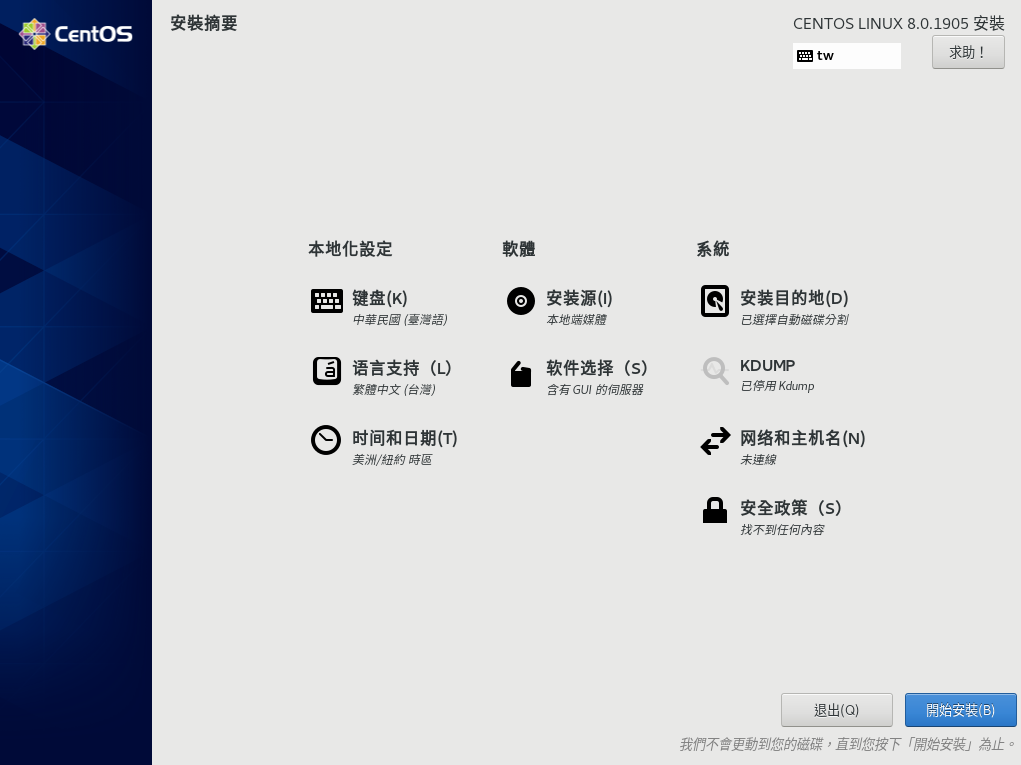 CentOS
安裝摘要
CENTOS LINUX 8.0.1905 安裝
tw
求助！
本地化設定
键盘(K)
中華民國 (臺灣語)
语言支持（L）
繁體中文 (台灣)
时间和日期(T)
美洲/紐約 時區
軟體
安装源(I)
本地端媒體
软件选择（S）
含有 GUI 的伺服器
系統
安装目的地(D)
已選擇自動磁碟分割
KDUMP
已停用 Kdump
网络和主机名(N)
未連線
安全政策（S）
找不到任何內容
退出(Q)
開始安裝(B)
我們不會更動到您的磁碟，直到您按下「開始安裝」為止。